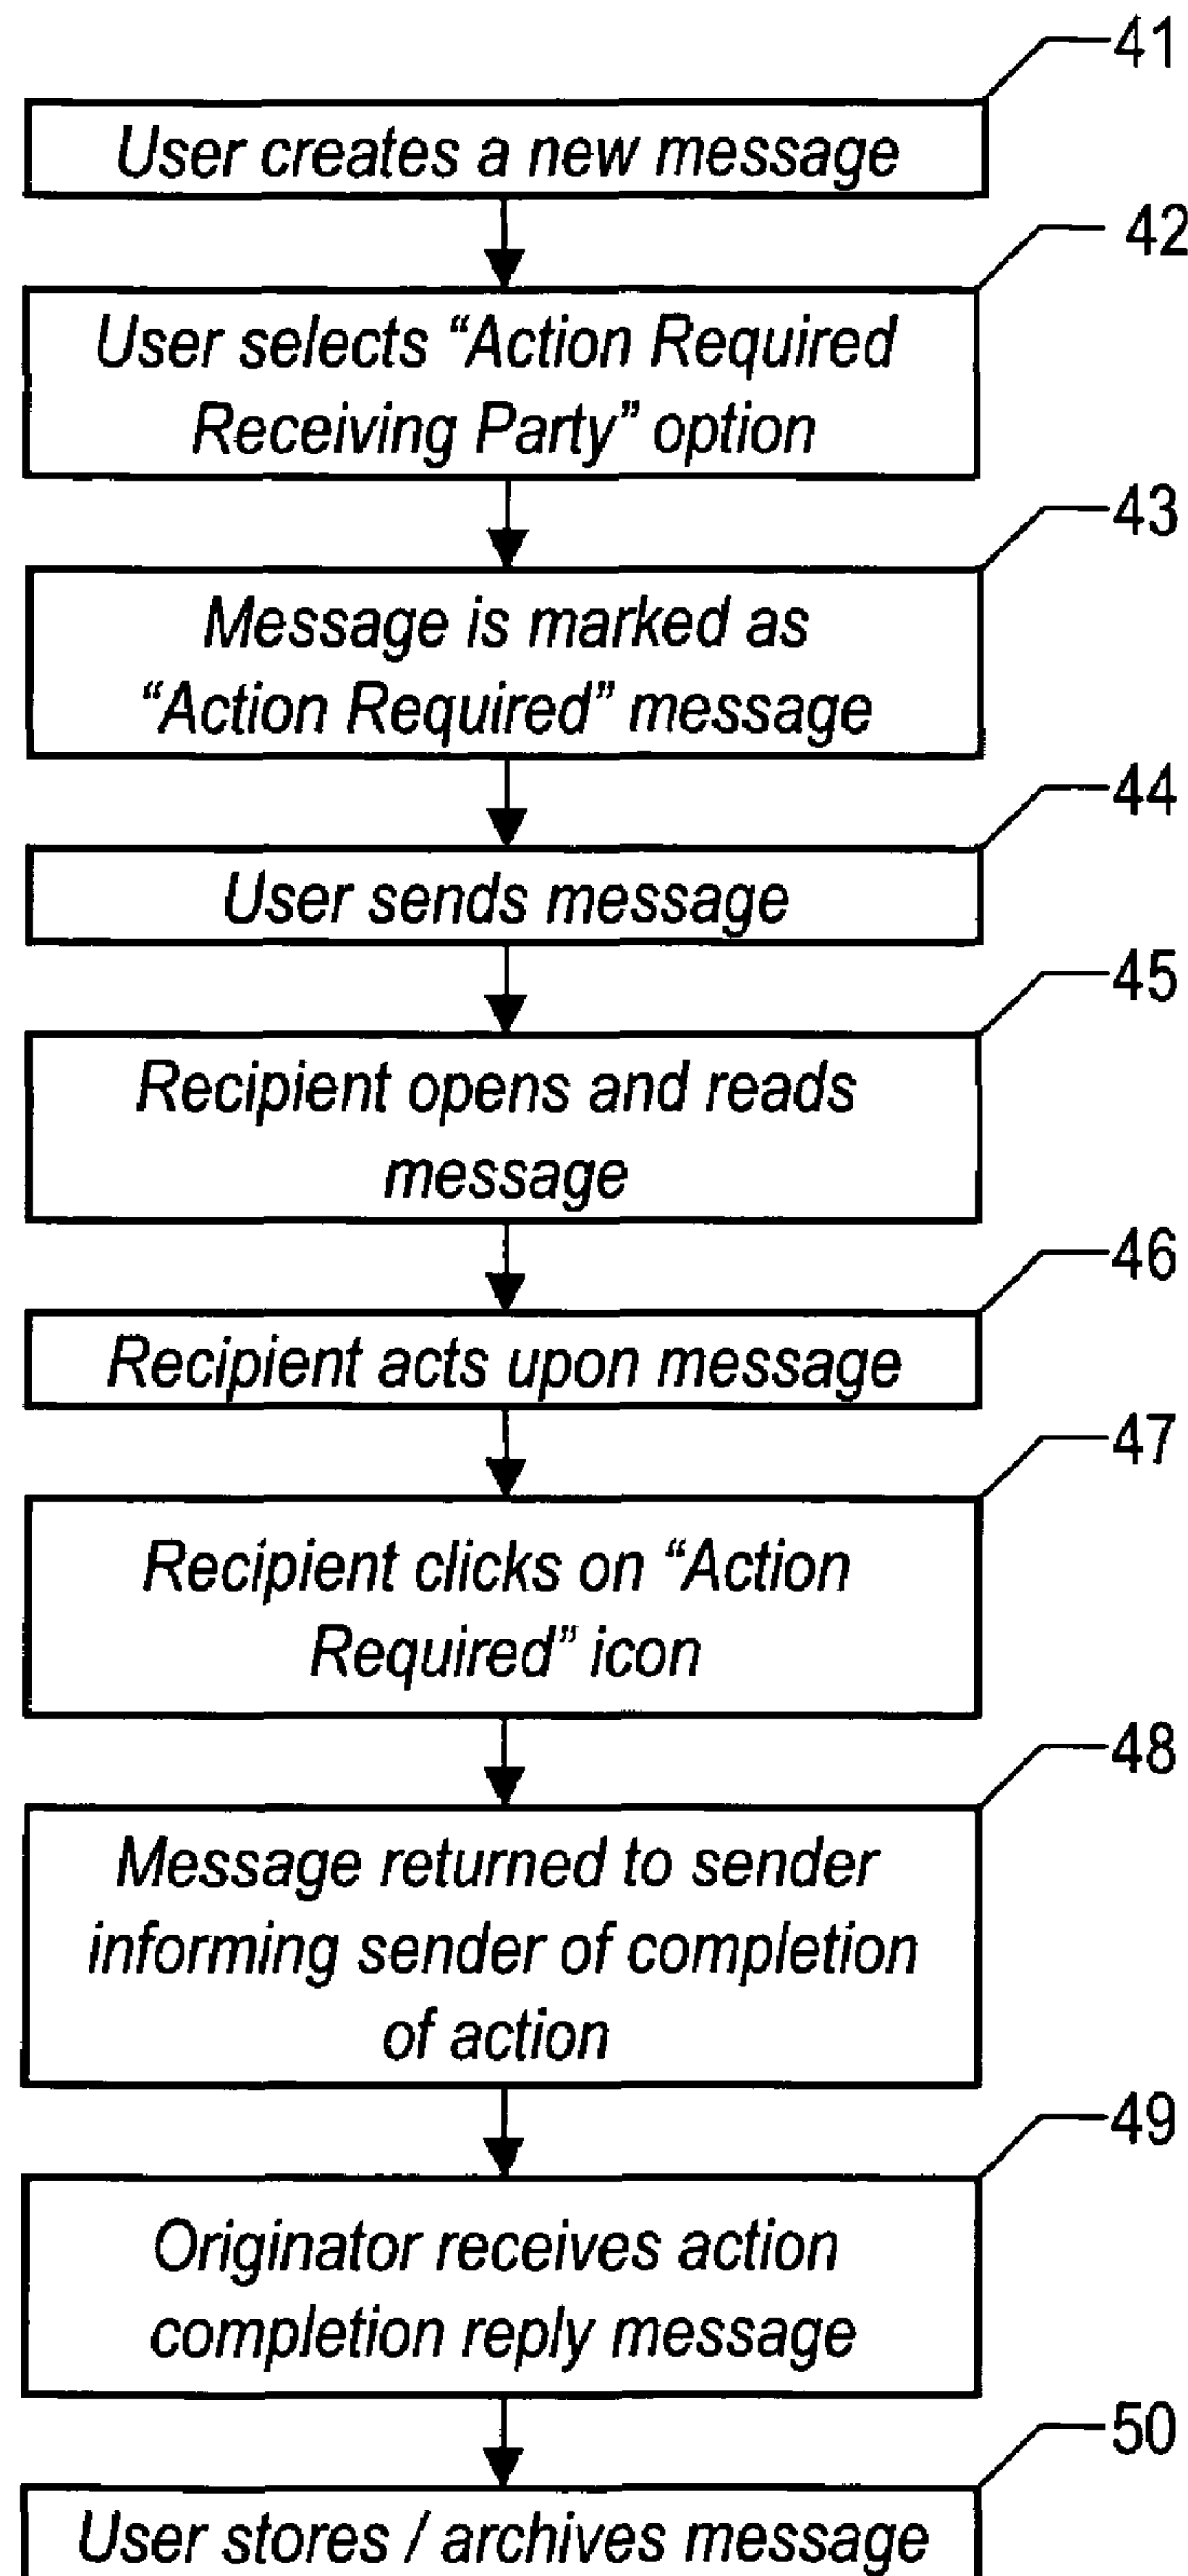 41
User creates a new message
42
User selects “Action Required
Receiving Party” option
43
Message is marked as
“Action Required” message
44
User sends message
45
Recipient opens and reads
message
46
Recipient acts upon message
47
Recipient clicks on “Action
Required” icon
48
Message returned to sender
informing sender of completion
of action
49
Originator receives action
completion reply message
50
User stores / archives message